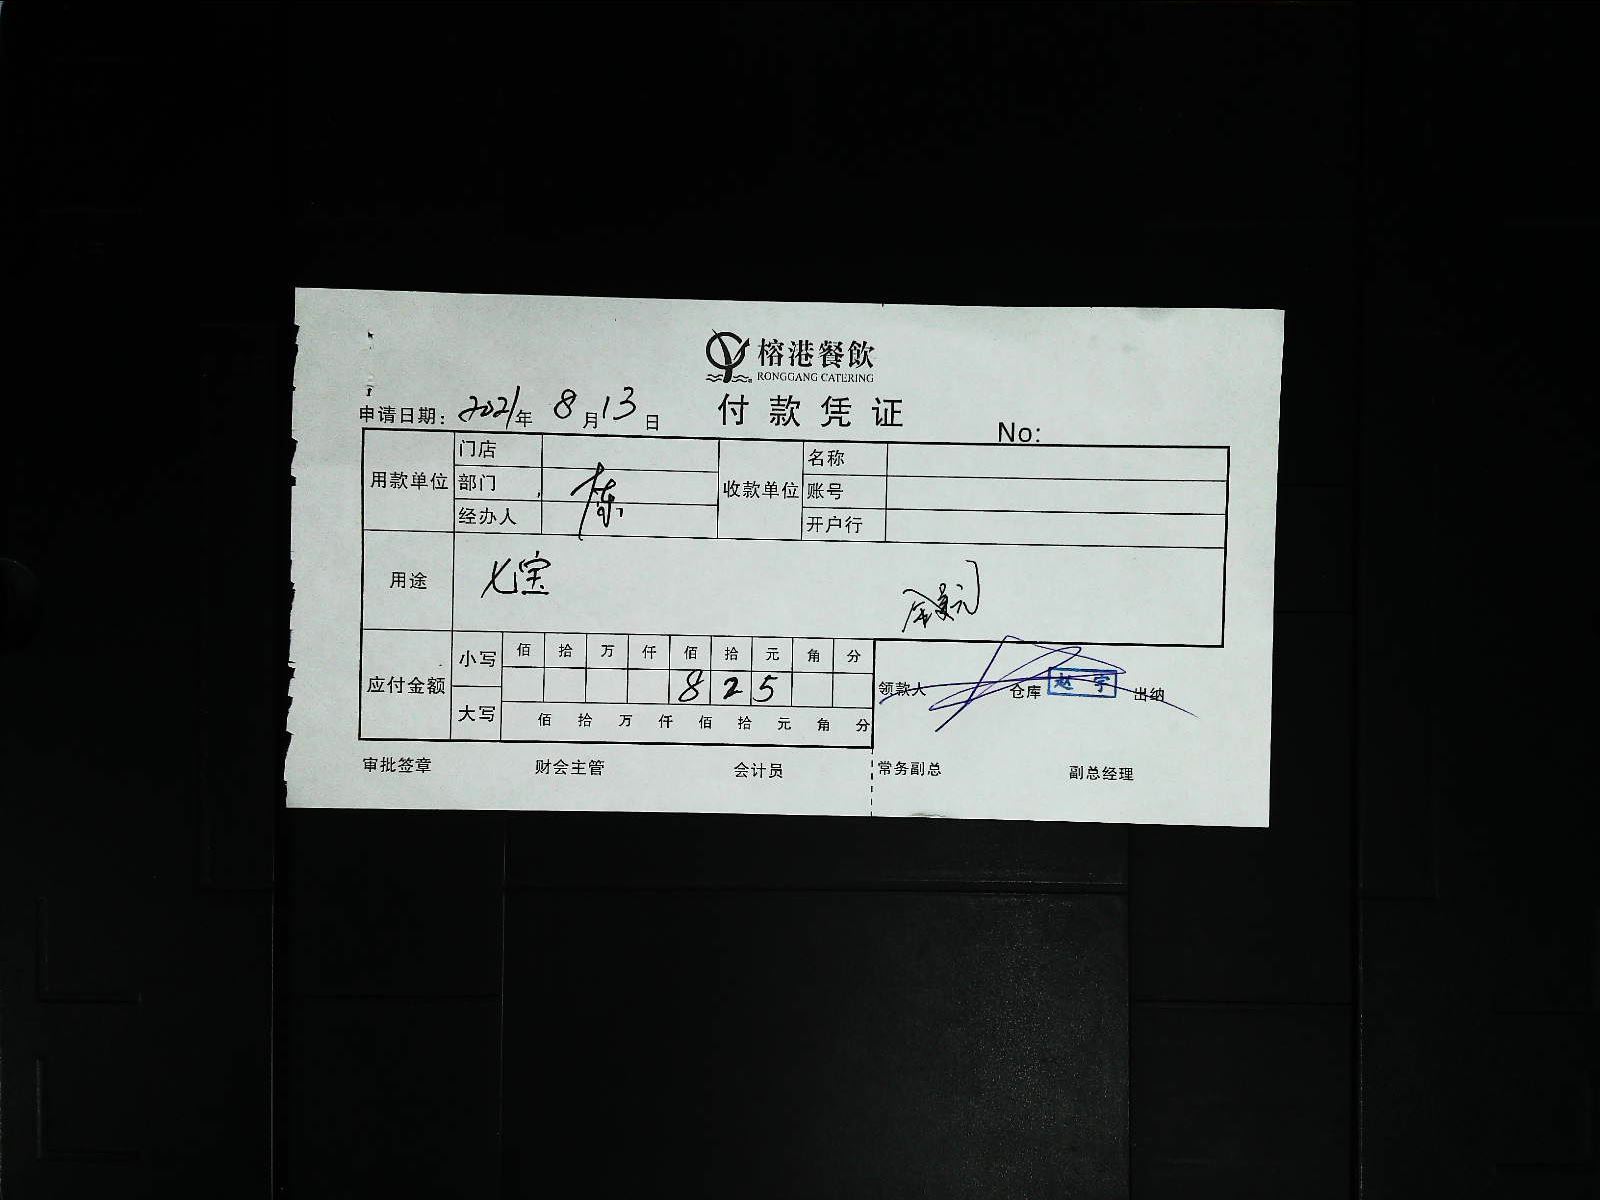 榕港餐飲
RONGGANG CATERING
付款凭证
申请日期: 2021年 8月13日
No:
用款单位 门店 收款单位 名称
部门 账号
经办人 开户行
用途 七宝
应付金额 小写 佰 拾 万 仟 佰 拾 元 角 分
8 2 5
大写 佰 拾 万 仟 佰 拾 元 角 分
领款人 仓库 赵宇 出纳
审批签章 财会主管 会计员 常务副总 副总经理